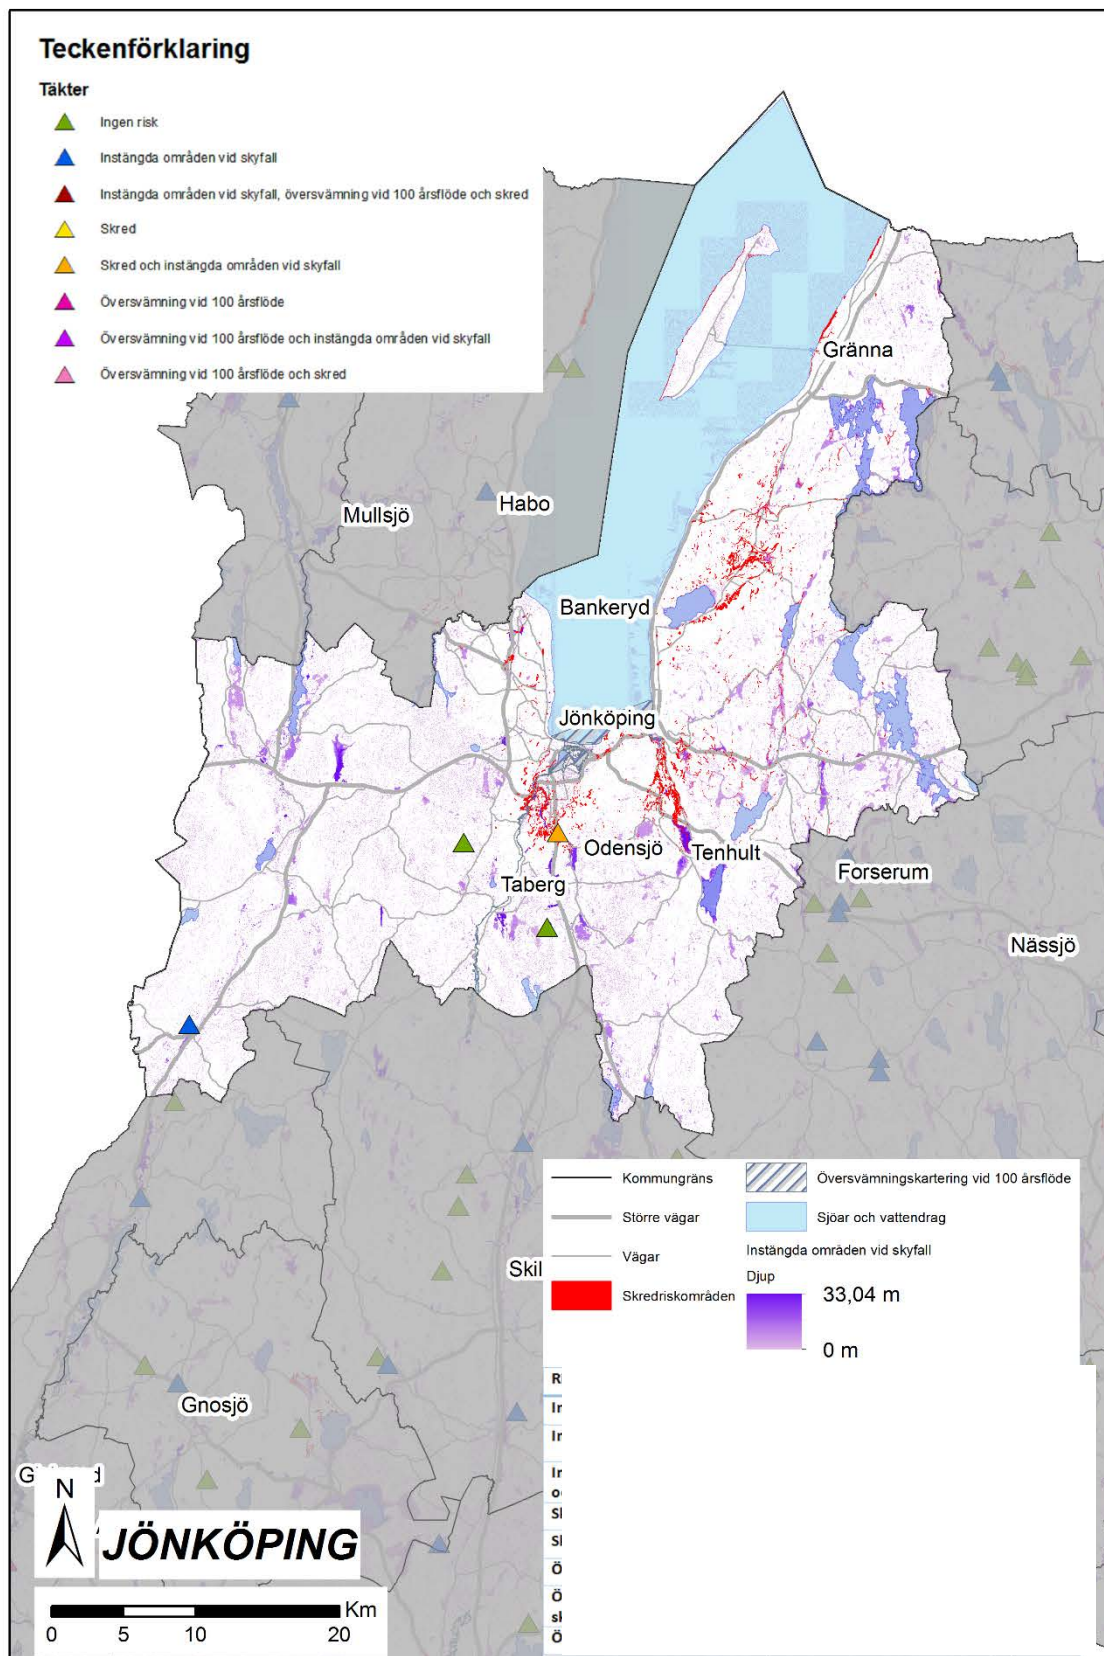 Teckenförklaring
Täkter
Ingen risk
Instängda områden vid skyfall
Instängda områden vid skyfall, översvämning vid 100 årsflöde och skred
Skred
Skred och instängda områden vid skyfall
Översvämning vid 100 årsflöde
Översvämning vid 100 årsflöde och instängda områden vid skyfall
Översvämning vid 100 årsflöde och skred
Gränna
Habo
Mullsjö
Bankeryd
Jönköping
Odensjö
Tenhult
Taberg
Forserum
Nässjö
Skil
Gnosjö
Kommungräns
Större vägar
Vägar
Skredriskområden
Översvämningskartering vid 100 årsflöde
Sjöar och vattendrag
Instängda områden vid skyfall
Djup
33,04 m
0 m
N
JÖNKÖPING
Km
0 5 10 20